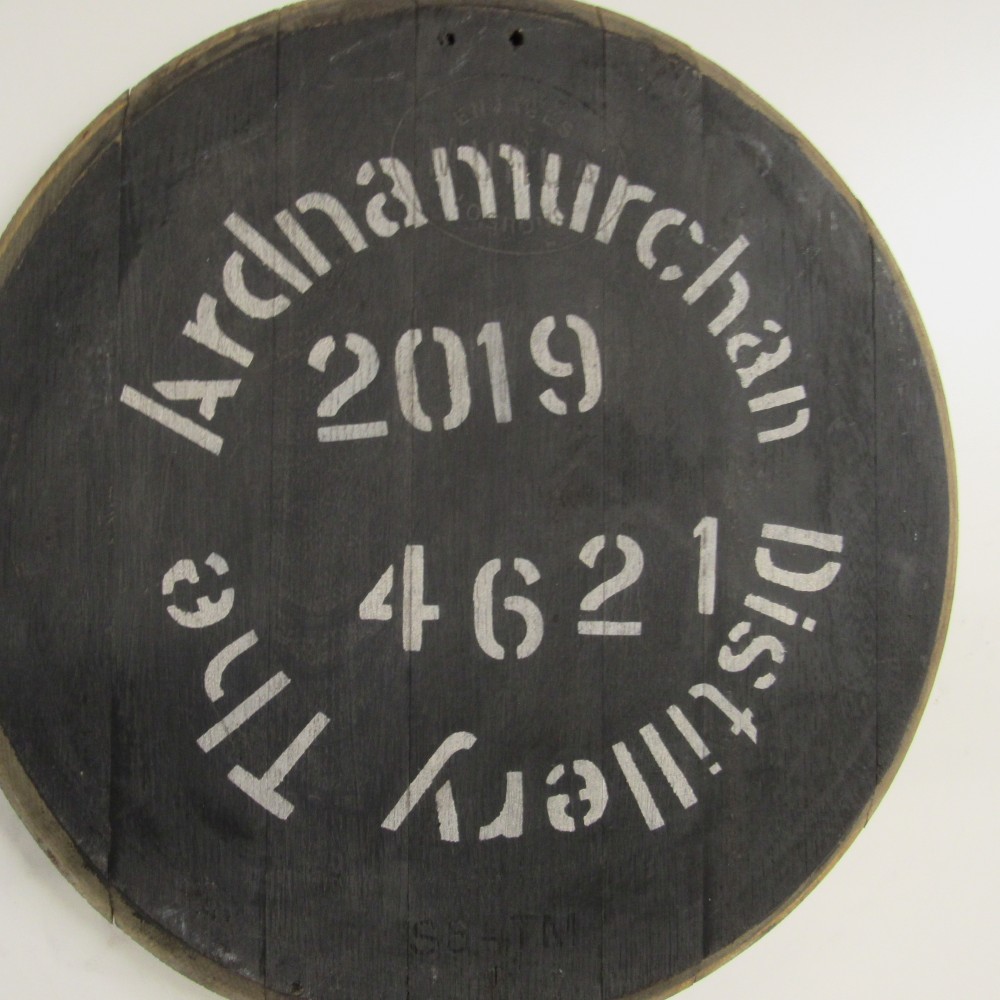 The Ardnamurchan Distillery
2019
4621